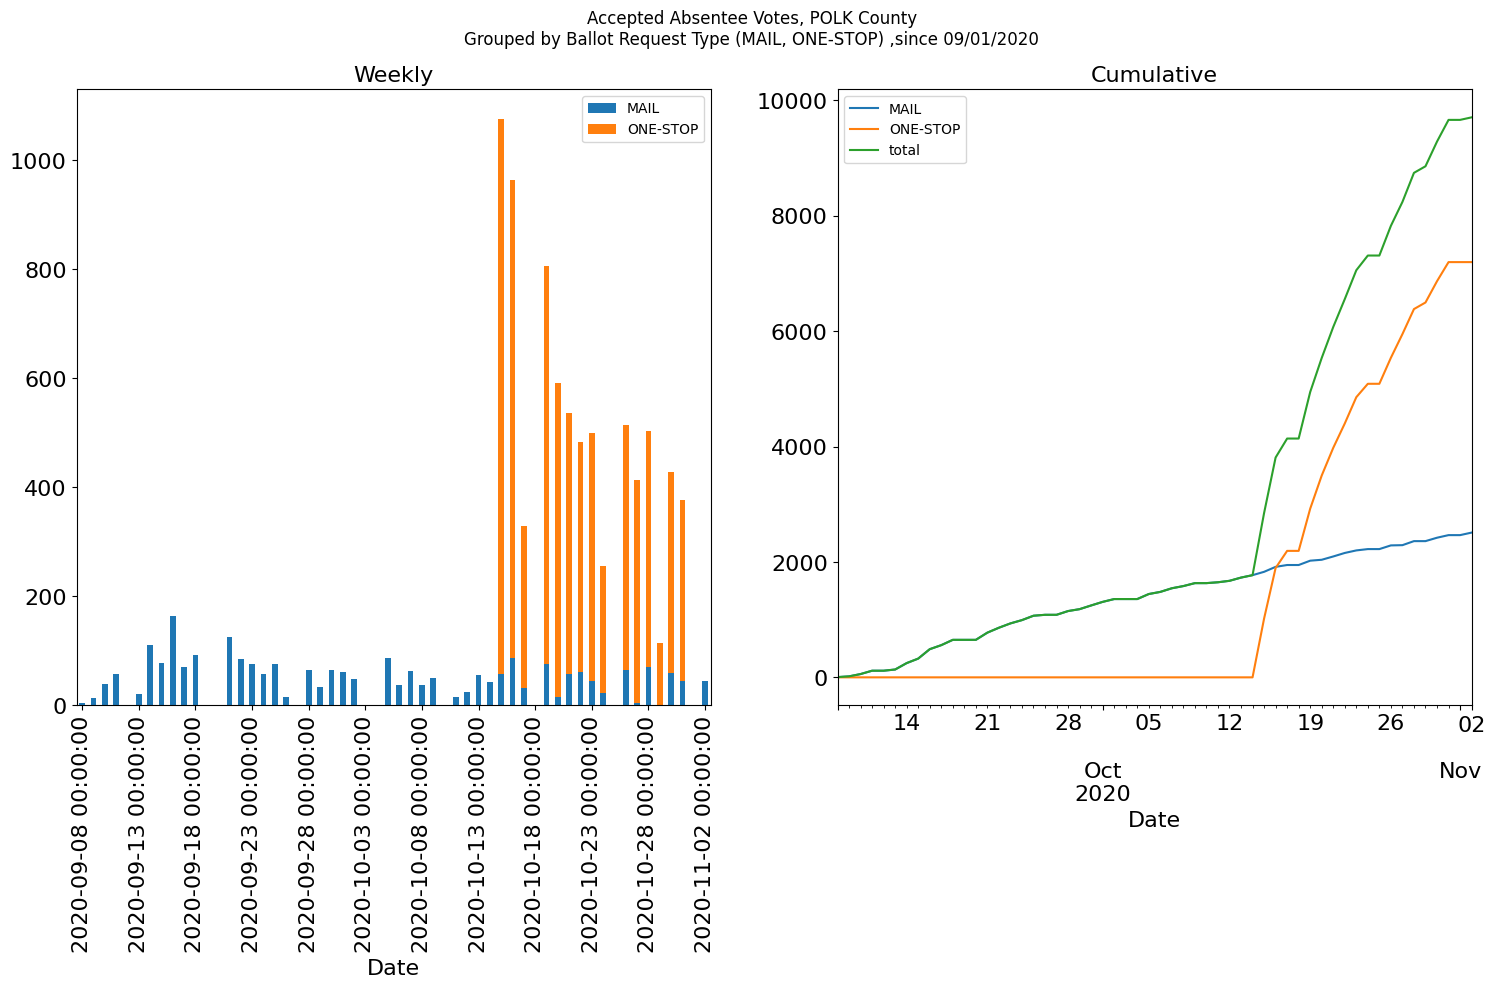 Accepted Absentee Votes, POLK County
Grouped by Ballot Request Type (MAIL, ONE-STOP) ,since 09/01/2020
Weekly
MAIL
ONE-STOP
1000
800
600
400
200
0
2020-09-08 00:00:00
2020-09-13 00:00:00
2020-09-18 00:00:00
2020-09-23 00:00:00
2020-09-28 00:00:00
2020-10-03 00:00:00
2020-10-08 00:00:00
2020-10-13 00:00:00
2020-10-18 00:00:00
2020-10-23 00:00:00
2020-10-28 00:00:00
2020-11-02 00:00:00
Date
Cumulative
MAIL
ONE-STOP
total
10000
8000
6000
4000
2000
0
14 21 28 05 12 19 26 02
Oct Nov
2020
Date